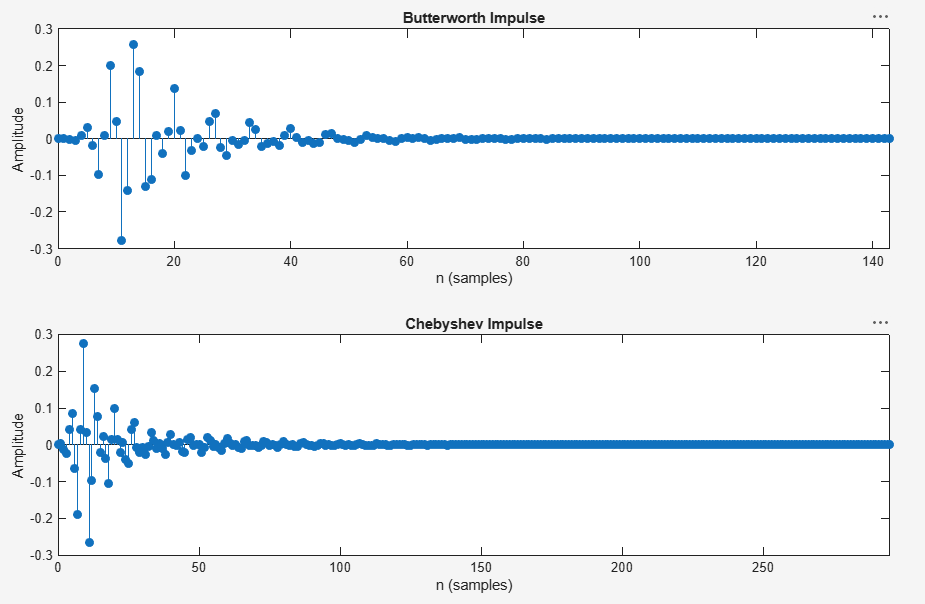 Butterworth Impulse
0.3
0.2
0.1
0
-0.1
-0.2
-0.3
Amplitude
0 20 40 60 80 100 120 140
n (samples)
Chebyshev Impulse
0.3
0.2
0.1
0
-0.1
-0.2
-0.3
Amplitude
0 50 100 150 200 250
n (samples)